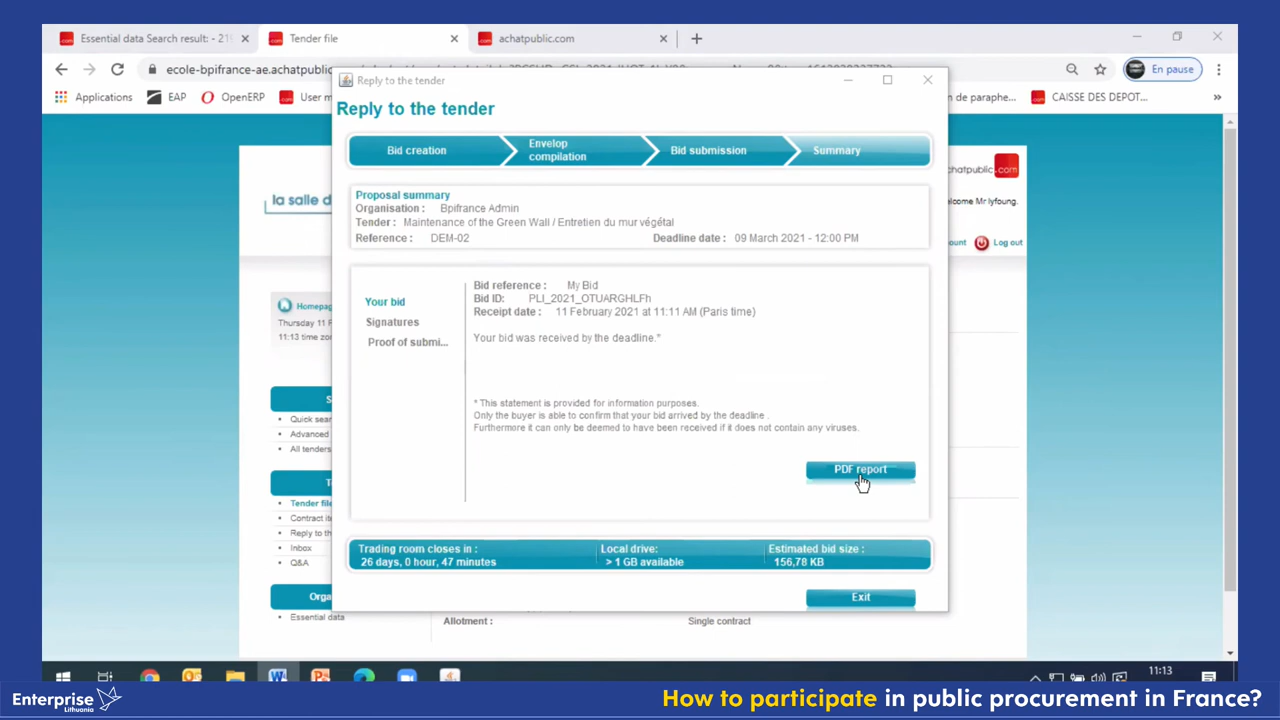 Essential data Search result: - 219
Tender file
achatpublic.com
ecole-bpifrance-ae.achatpublic
En pause
Applications
EAP
OpenERP
User m
n de paraphe...
CAISSE DES DEPOT...
»
Reply to the tender
Reply to the tender
Bid creation
Envelop
compilation
Bid submission
Summary
la salle d
chatpublic.com
lcome Mr lyfoung.
ount
Log out
Proposal summary
Organisation : Bpifrance Admin
Tender : Maintenance of the Green Wall / Entretien du mur végétal
Reference : DEM-02
Deadline date : 09 March 2021 - 12:00 PM
Homepag
Thursday 11 F
11:13 time zo
Your bid
Signatures
Proof of submi...
Bid reference : My Bid
Bid ID: PLI_2021_OTUARGHLFh
Receipt date : 11 February 2021 at 11:11 AM (Paris time)
Your bid was received by the deadline.*
* This statement is provided for information purposes.
Only the buyer is able to confirm that your bid arrived by the deadline .
Furthermore it can only be deemed to have been received if it does not contain any viruses.
PDF report
S
Quick sear
Advanced
All tenders
T
Tender file
Contract it
Reply to th
Inbox
Q&A
Orga
Essential data
Trading room closes in :
26 days, 0 hour, 47 minutes
Local drive:
> 1 GB available
Estimated bid size :
156,78 KB
Exit
Allotment :
Single contract
11:13
Enterprise
Lithuania
How to participate in public procurement in France?